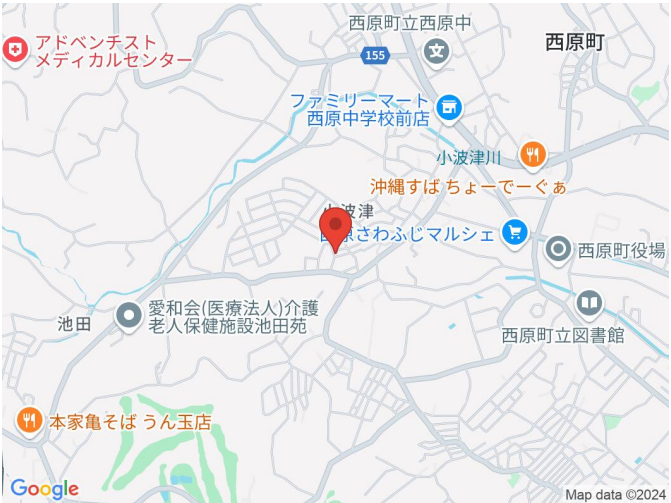 西原町立西原中
西原町
アドベンチスト
メディカルセンター
155
ファミリーマート
西原中学校前店
小波津川
沖縄すば ちょーでーぐぁ
小波津
西原さわふじマルシェ
西原町役場
愛和会(医療法人)介護
老人保健施設池田苑
池田
西原町立図書館
本家亀そば うん玉店
Google
Map data ©2024